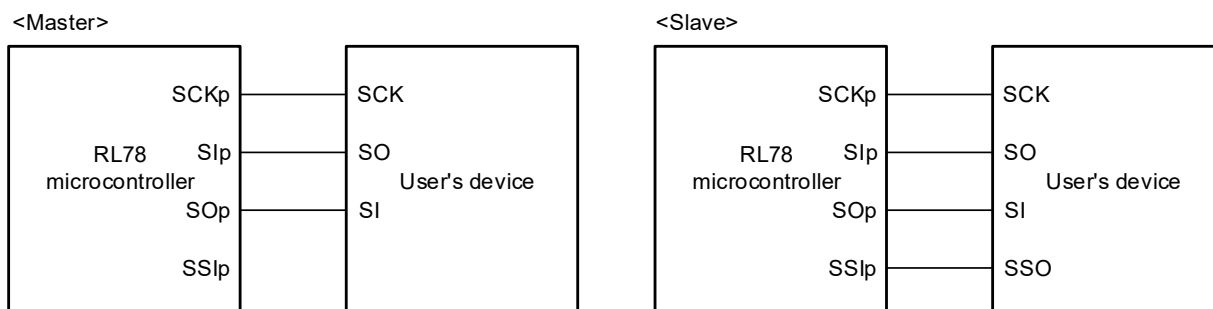 <Master>
SCKp
SCK
SIp
SO
RL78
microcontroller
User's device
SOp
SI
SSIp
<Slave>
SCKp
SCK
SIp
SO
RL78
microcontroller
User's device
SOp
SI
SSIp
SSO